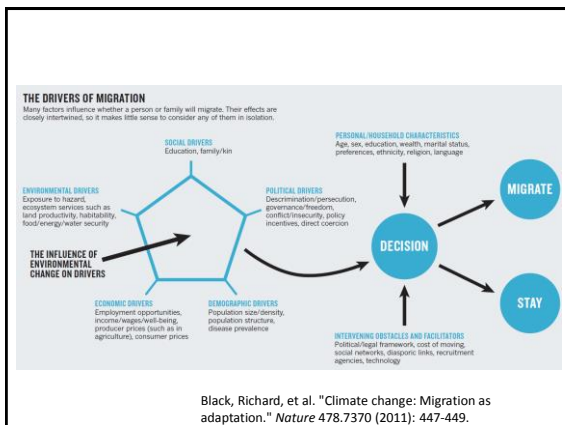 THE DRIVERS OF MIGRATION
Many factors influence whether a person or family will migrate. Their effects are
closely intertwined, so it makes little sense to consider any of them in isolation.
SOCIAL DRIVERS
Education, family/kin
ENVIRONMENTAL DRIVERS
Exposure to hazard,
ecosystem services such as
land productivity, habitability,
food/energy/water security
POLITICAL DRIVERS
Descrimination/persecution,
governance/freedom,
conflict/insecurity, policy
incentives, direct coercion
THE INFLUENCE OF
ENVIRONMENTAL
CHANGE ON DRIVERS
ECONOMIC DRIVERS
Employment opportunities,
income/wages/well-being,
producer prices (such as in
agriculture), consumer prices
DEMOGRAPHIC DRIVERS
Population size/density,
population structure,
disease prevalence
PERSONAL/HOUSEHOLD CHARACTERISTICS
Age, sex, education, wealth, marital status,
preferences, ethnicity, religion, language
DECISION
INTERVENING OBSTACLES AND FACILITATORS
Political/legal framework, cost of moving,
social networks, diasporic links, recruitment
agencies, technology
MIGRATE
STAY
Black, Richard, et al. "Climate change: Migration as
adaptation." Nature 478.7370 (2011): 447-449.